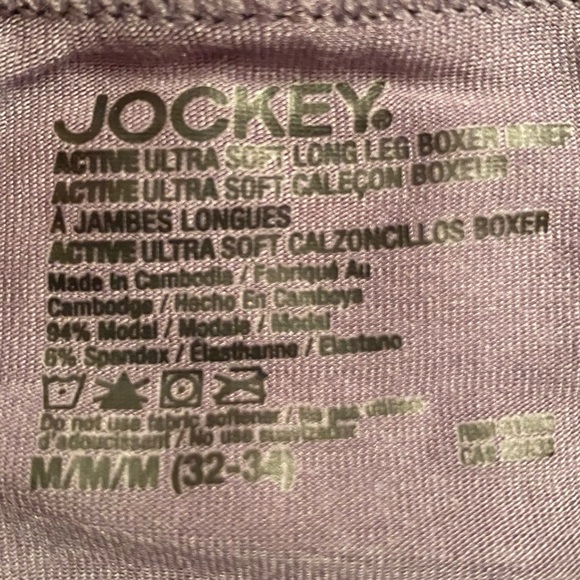 JOCKEY®
ACTIVE ULTRA SOFT LONG LEG BOXER BRIEF
ACTIVE ULTRA SOFT CALEÇON BOXEUR
À JAMBES LONGUES
ACTIVE ULTRA SOFT CALZONCILLOS BOXER
Made In Cambodia / Fabriqué Au
Cambodge / Hecho En Camboya
94% Modal / Modale / Modal
6% Spandex / Élasthanne / Elastano
Do not use fabric softener / Ne pas utiliser
d'adoucissant / No use suavizador
M/M/M (32-34)
RN#
CA#